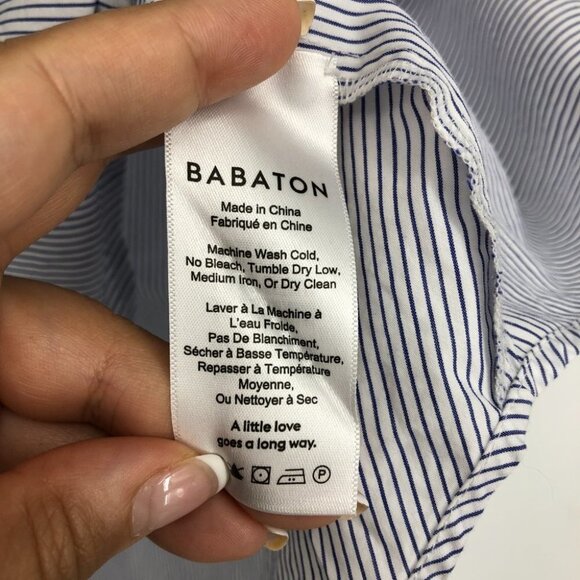 BABATON
Made in China
Fabriqué en Chine
Machine Wash Cold,
No Bleach, Tumble Dry Low,
Medium Iron, Or Dry Clean
Laver à La Machine à
L'eau Froide,
Pas De Blanchiment,
Sécher à Basse Température,
Repasser à Température
Moyenne,
Ou Nettoyer à Sec
A little love
goes a long way.
P